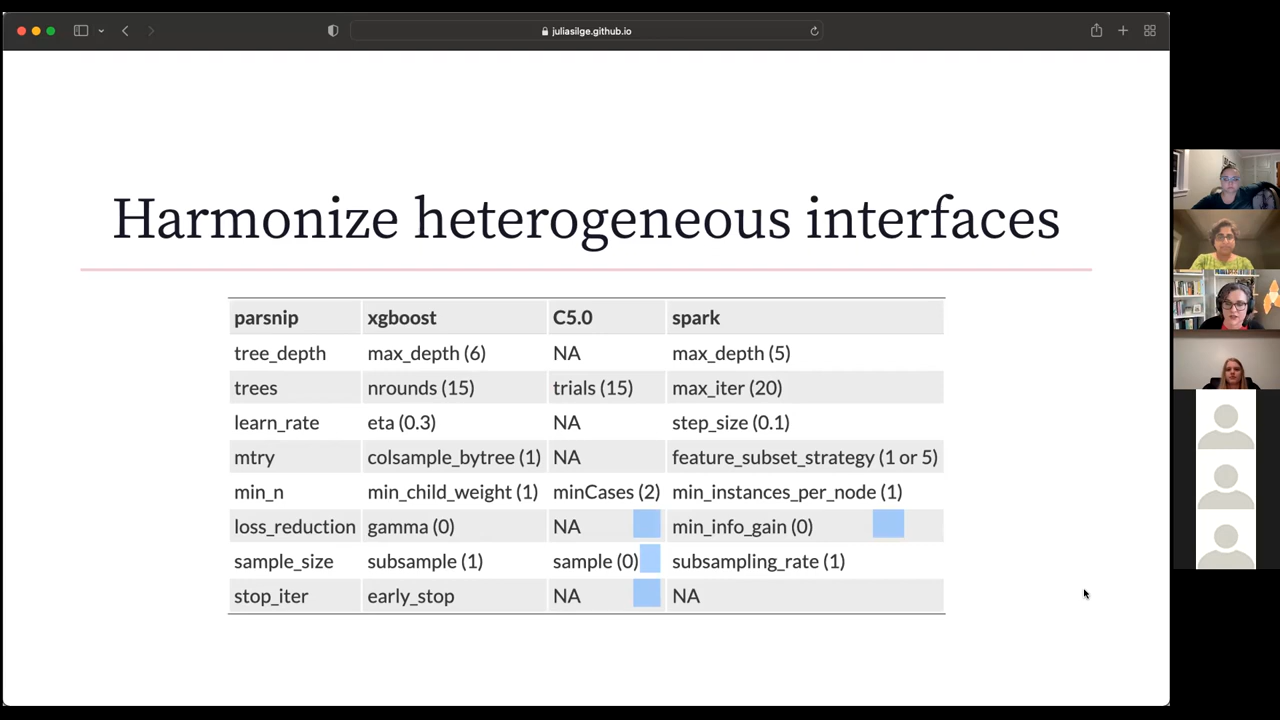 juliasilge.github.io
Harmonize heterogeneous interfaces
parsnip xgboost C5.0 spark
tree_depth max_depth (6) NA max_depth (5)
trees nrounds (15) trials (15) max_iter (20)
learn_rate eta (0.3) NA step_size (0.1)
mtry colsample_bytree (1) NA feature_subset_strategy (1 or 5)
min_n min_child_weight (1) minCases (2) min_instances_per_node (1)
loss_reduction gamma (0) NA min_info_gain (0)
sample_size subsample (1) sample (0) subsampling_rate (1)
stop_iter early_stop NA NA